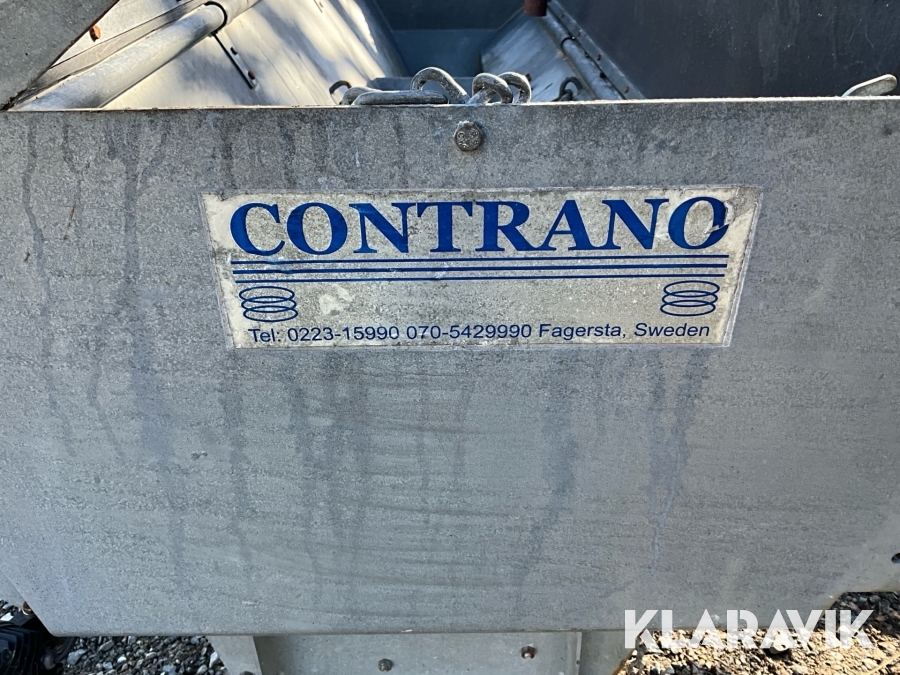 CONTRANO
Tel: 0223-15990 070-5429990 Fagersta, Sweden
KLARAVIK